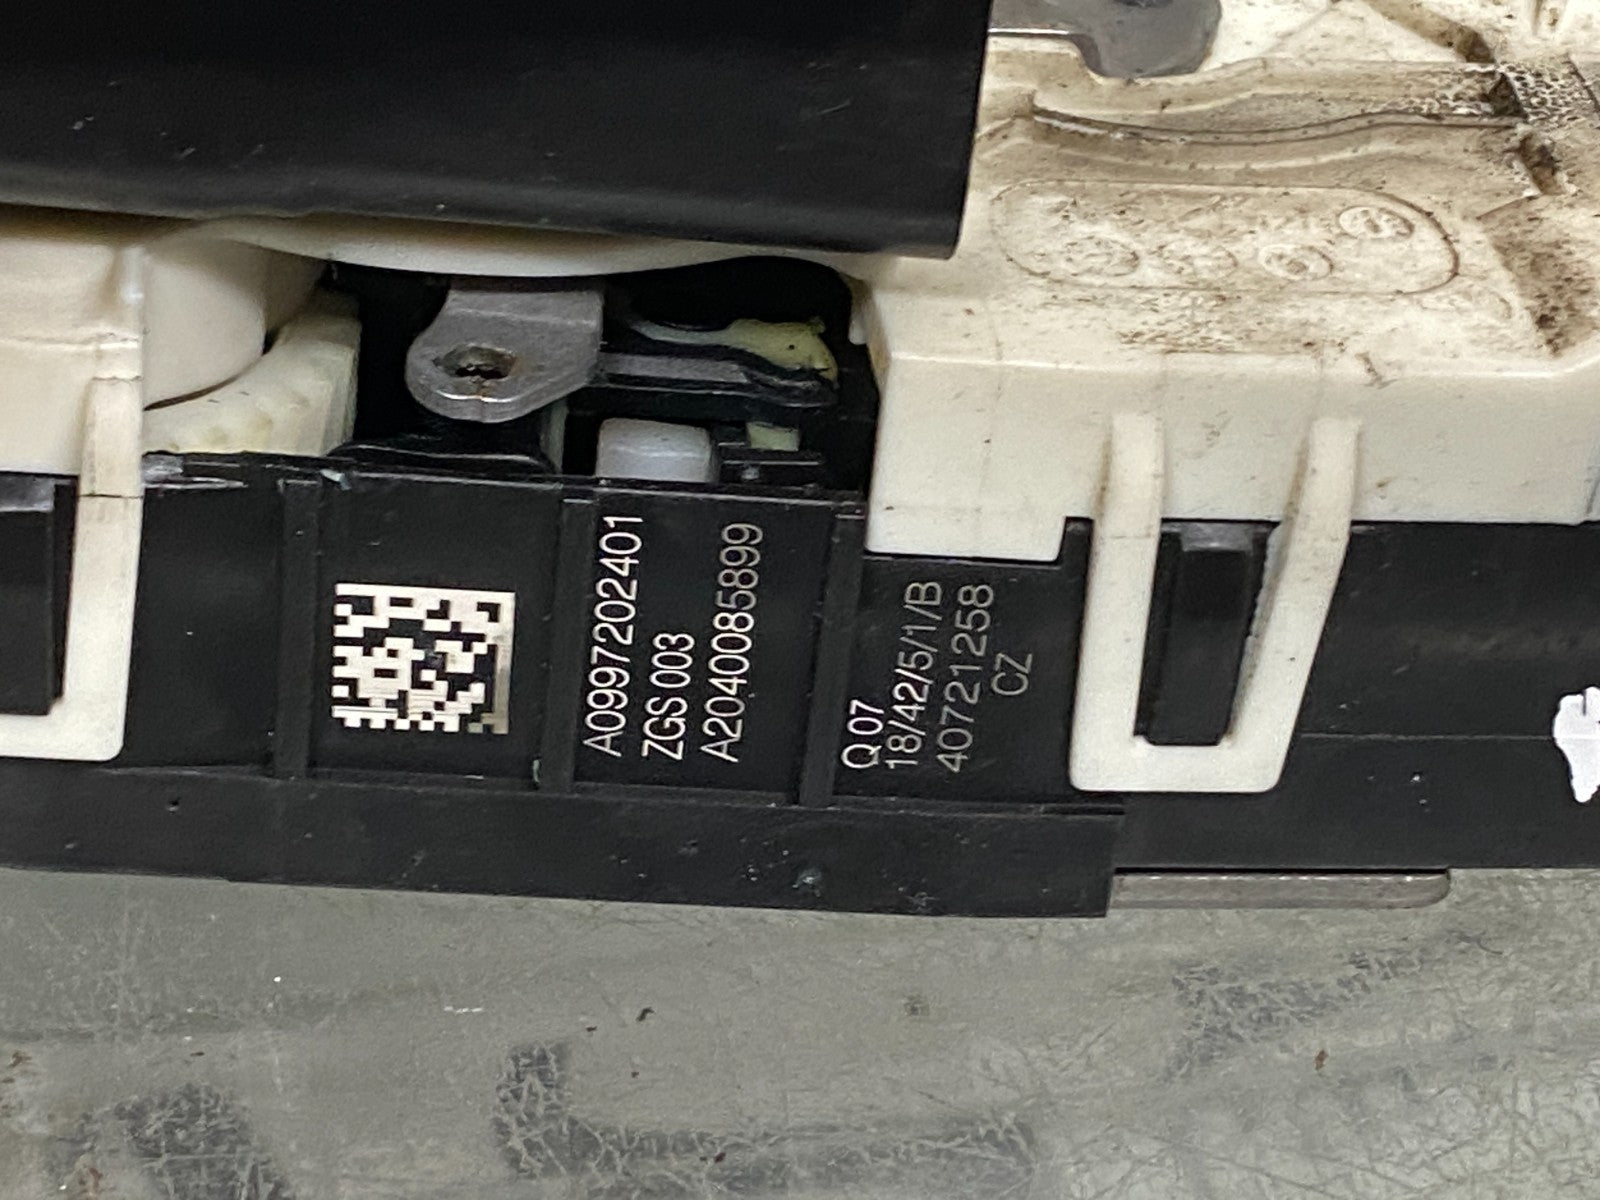 A0997202401
ZGS 003
A2040085899
Q 07
18/42/5/1/B
40721258
CZ